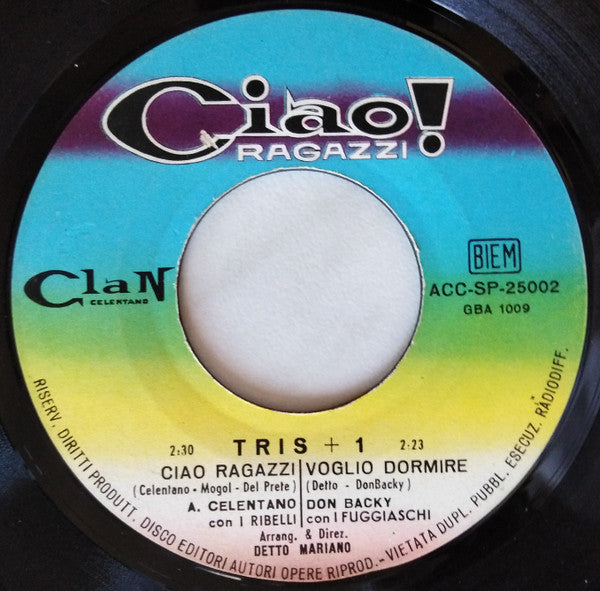 Ciao!
RAGAZZI
ClaN
CELENTANO
BIEM
ACC-SP-25002
GBA 1009
2:30 TRIS + 1 2:23
CIAO RAGAZZI VOGLIO DORMIRE
(Celentano - Mogol - Del Prete) (Detto - DonBacky)
A. CELENTANO DON BACKY
con I RIBELLI con I FUGGIASCHI
Arrang. & Direz.
DETTO MARIANO
RISERV. DIRITTI PRODUTT. DISCO EDITORI AUTORI OPERE RIPROD. - VIETATA DUPL. PUBBL. ESECUZ. RADIODIFF.